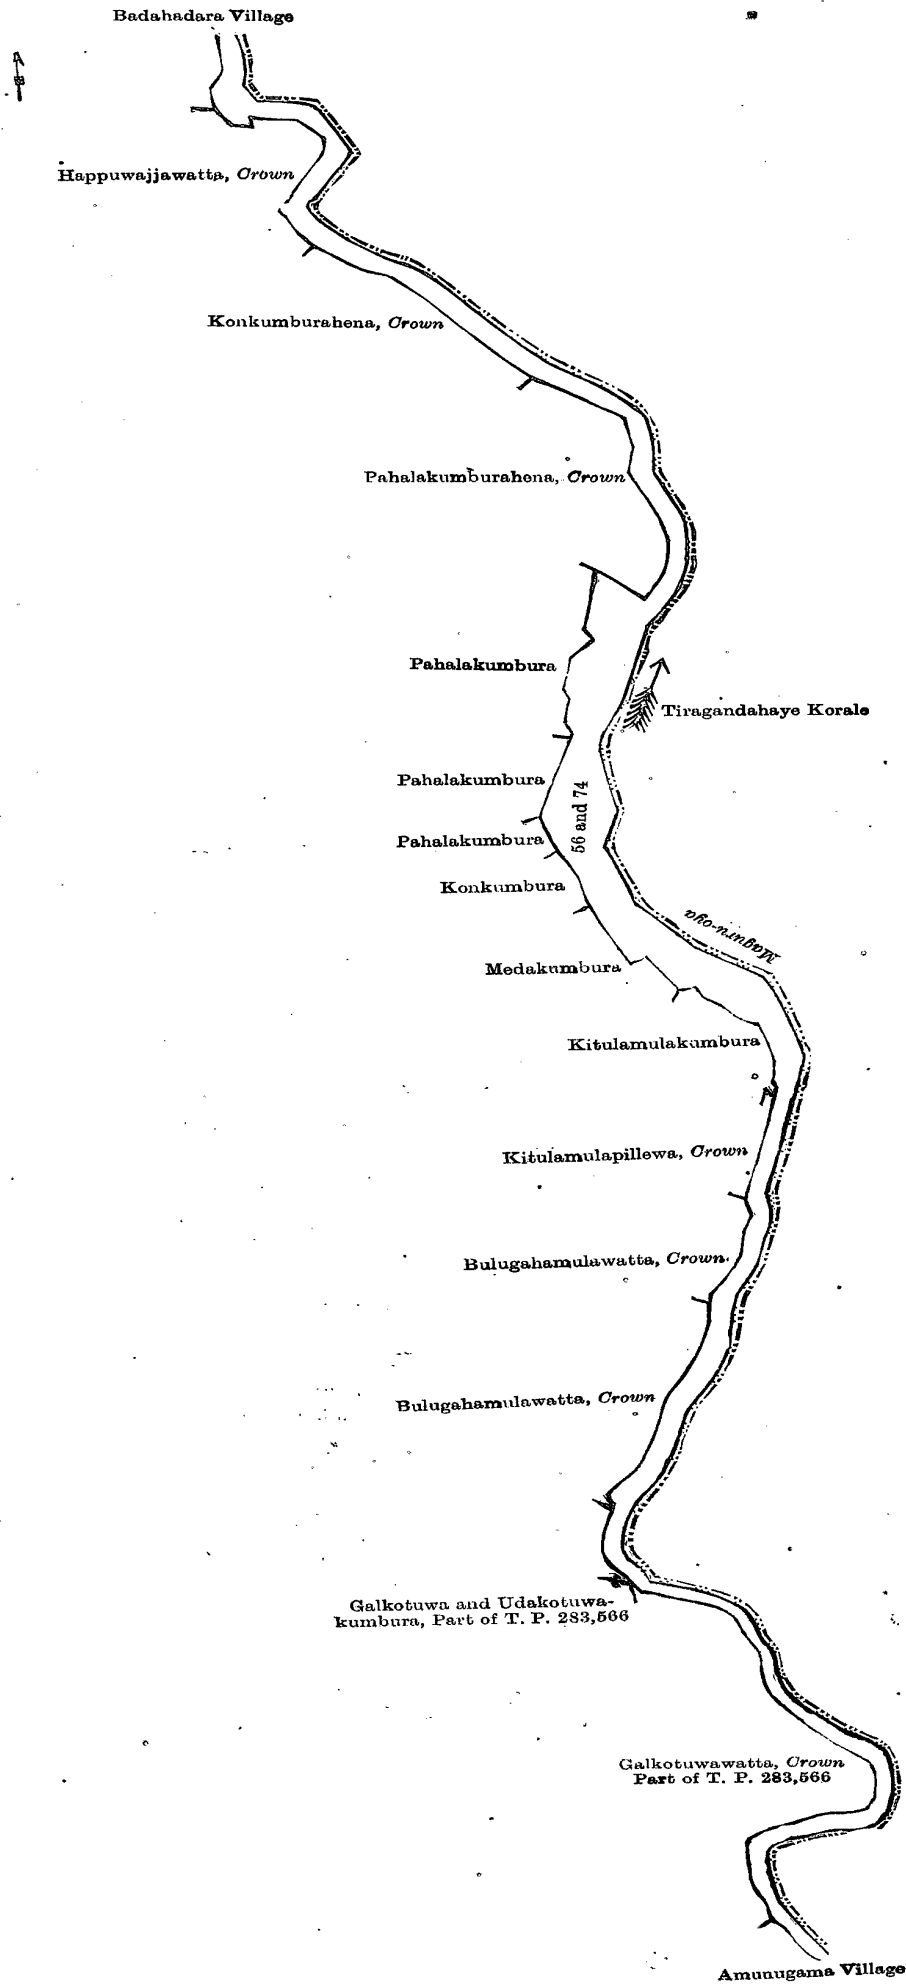 Badahadara Village
Happuwajjawatta, Crown
Konkumburahena, Crown
Pahalakumburahena, Crown
Pahalakumbura
Tiragandahaye Korale
Pahalakumbura
56 and 74
Pahalakumbura
Konkumbura
Maguru-oya
Medakumbura
Kitulamulakumbura
Kitulamulapillewa, Crown
Bulugahamulawatta, Crown
Bulugahamulawatta, Crown
Galkotuwa and Udakotuwa-
kumbura, Part of T. P. 283,566
Galkotuwawatta, Crown
Part of T. P. 283,566
Amunugama Village